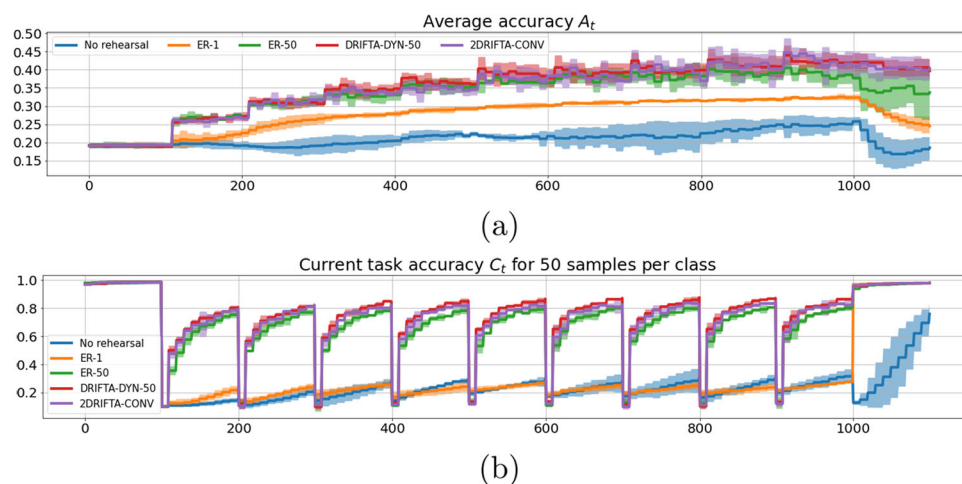 Average accuracy A_t
No rehearsal ER-1 ER-50 DRIFTA-DYN-50 2DRIFTA-CONV
0.50
0.45
0.40
0.35
0.30
0.25
0.20
0.15
0 200 400 600 800 1000
(a)
Current task accuracy C_t for 50 samples per class
1.0
0.8
0.6
0.4
0.2
No rehearsal
ER-1
ER-50
DRIFTA-DYN-50
2DRIFTA-CONV
0 200 400 600 800 1000
(b)